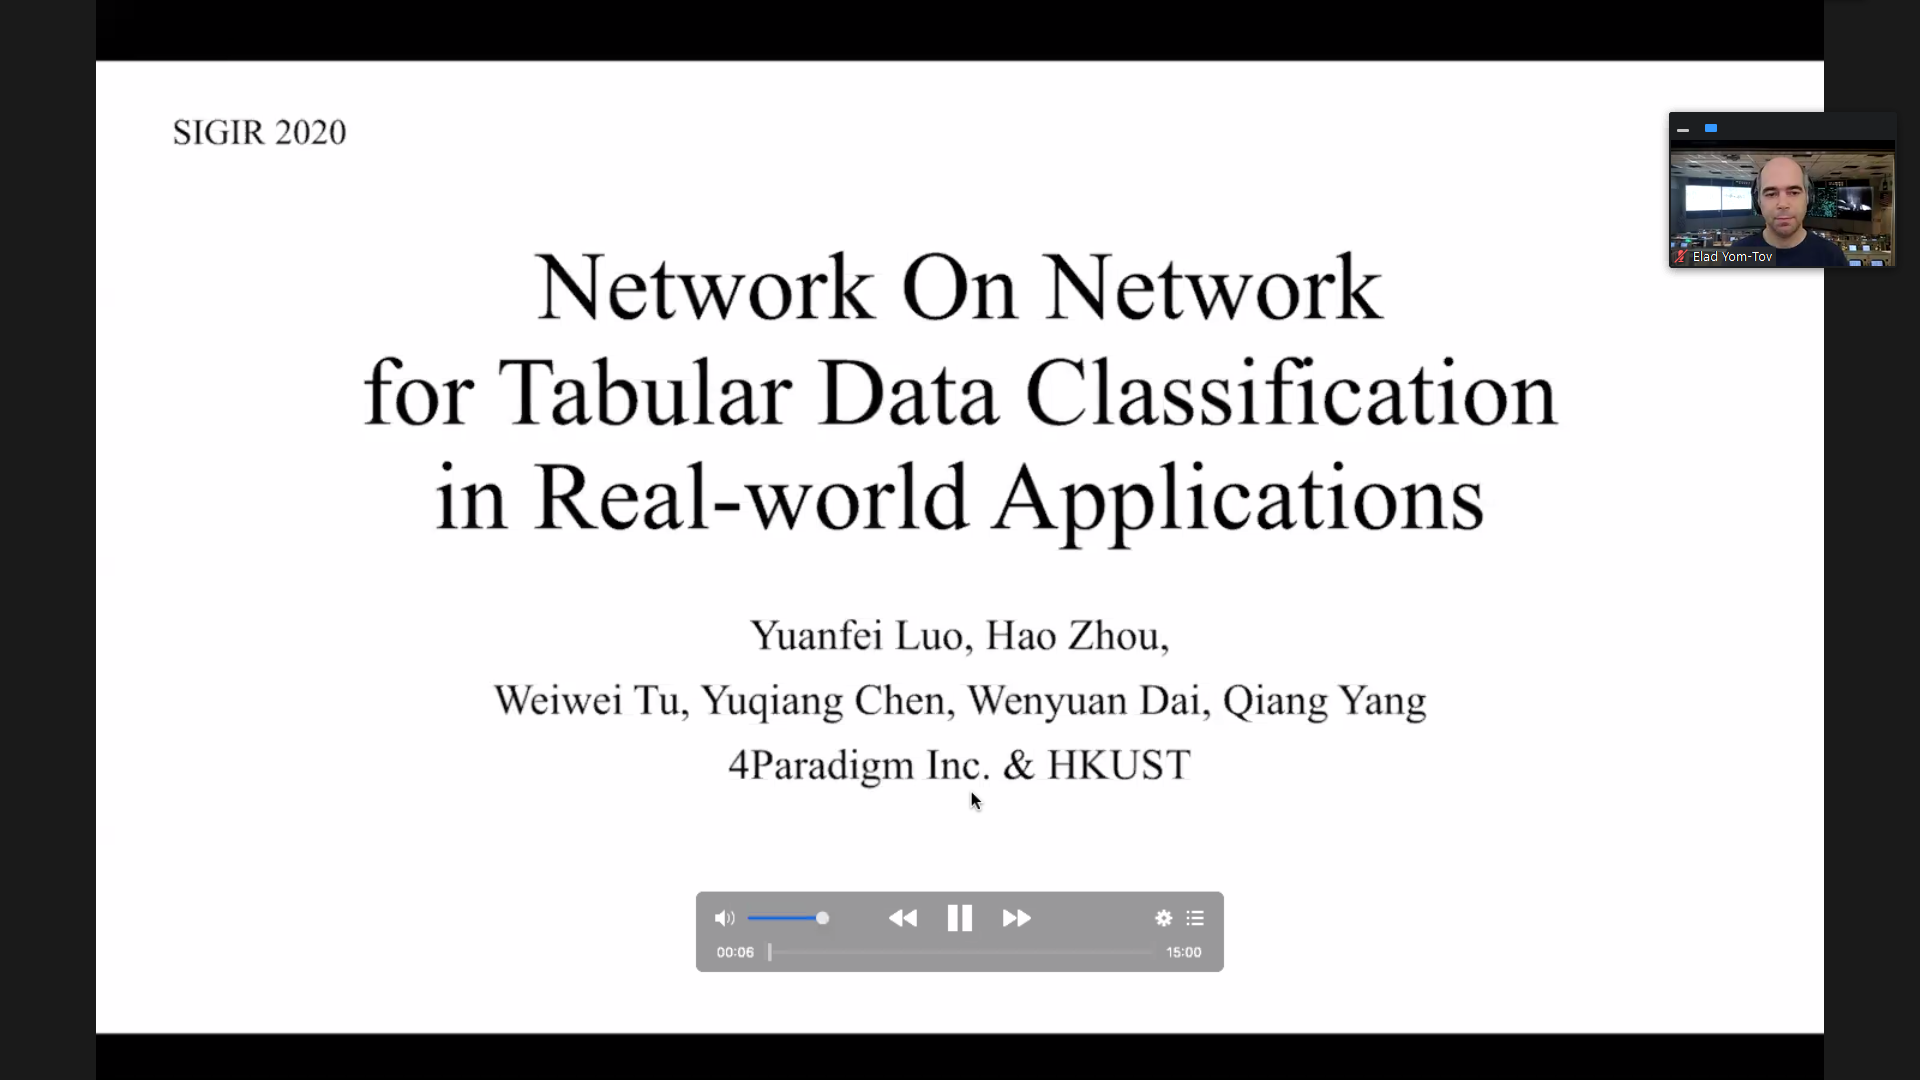 SIGIR 2020
Network On Network
for Tabular Data Classification
in Real-world Applications
Yuanfei Luo, Hao Zhou,
Weiwei Tu, Yuqiang Chen, Wenyuan Dai, Qiang Yang
4Paradigm Inc. & HKUST
Elad Yom-Tov
00:06
15:00